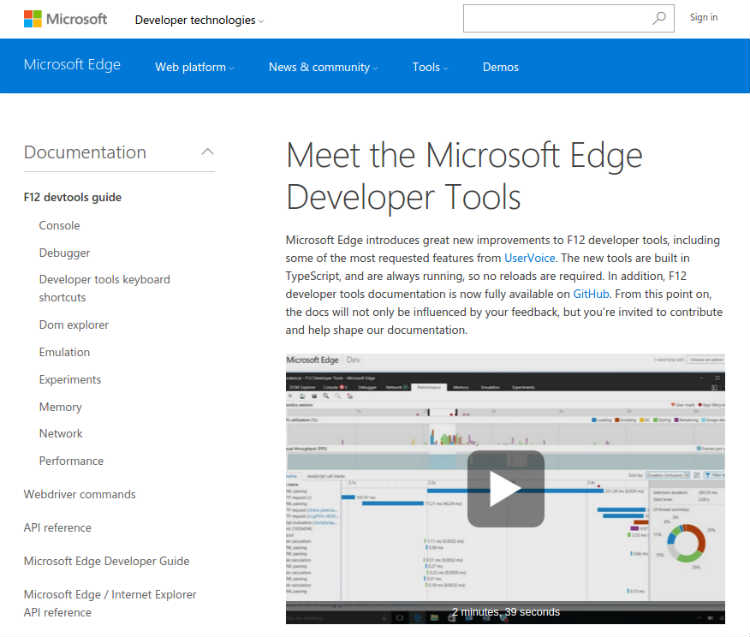 Microsoft
Developer technologies
Sign in
Microsoft Edge
Web platform
News & community
Tools
Demos
Documentation
F12 devtools guide
Console
Debugger
Developer tools keyboard
shortcuts
Dom explorer
Emulation
Experiments
Memory
Network
Performance
Webdriver commands
API reference
Microsoft Edge Developer Guide
Microsoft Edge / Internet Explorer
API reference
Meet the Microsoft Edge
Developer Tools
Microsoft Edge introduces great new improvements to F12 developer tools, including
some of the most requested features from UserVoice. The new tools are built in
TypeScript, and are always running, so no reloads are required. In addition, F12
developer tools documentation is now fully available on GitHub. From this point on,
the docs will not only be influenced by your feedback, but you're invited to contribute
and help shape our documentation.
Microsoft Edge Dev
2 minutes, 39 seconds